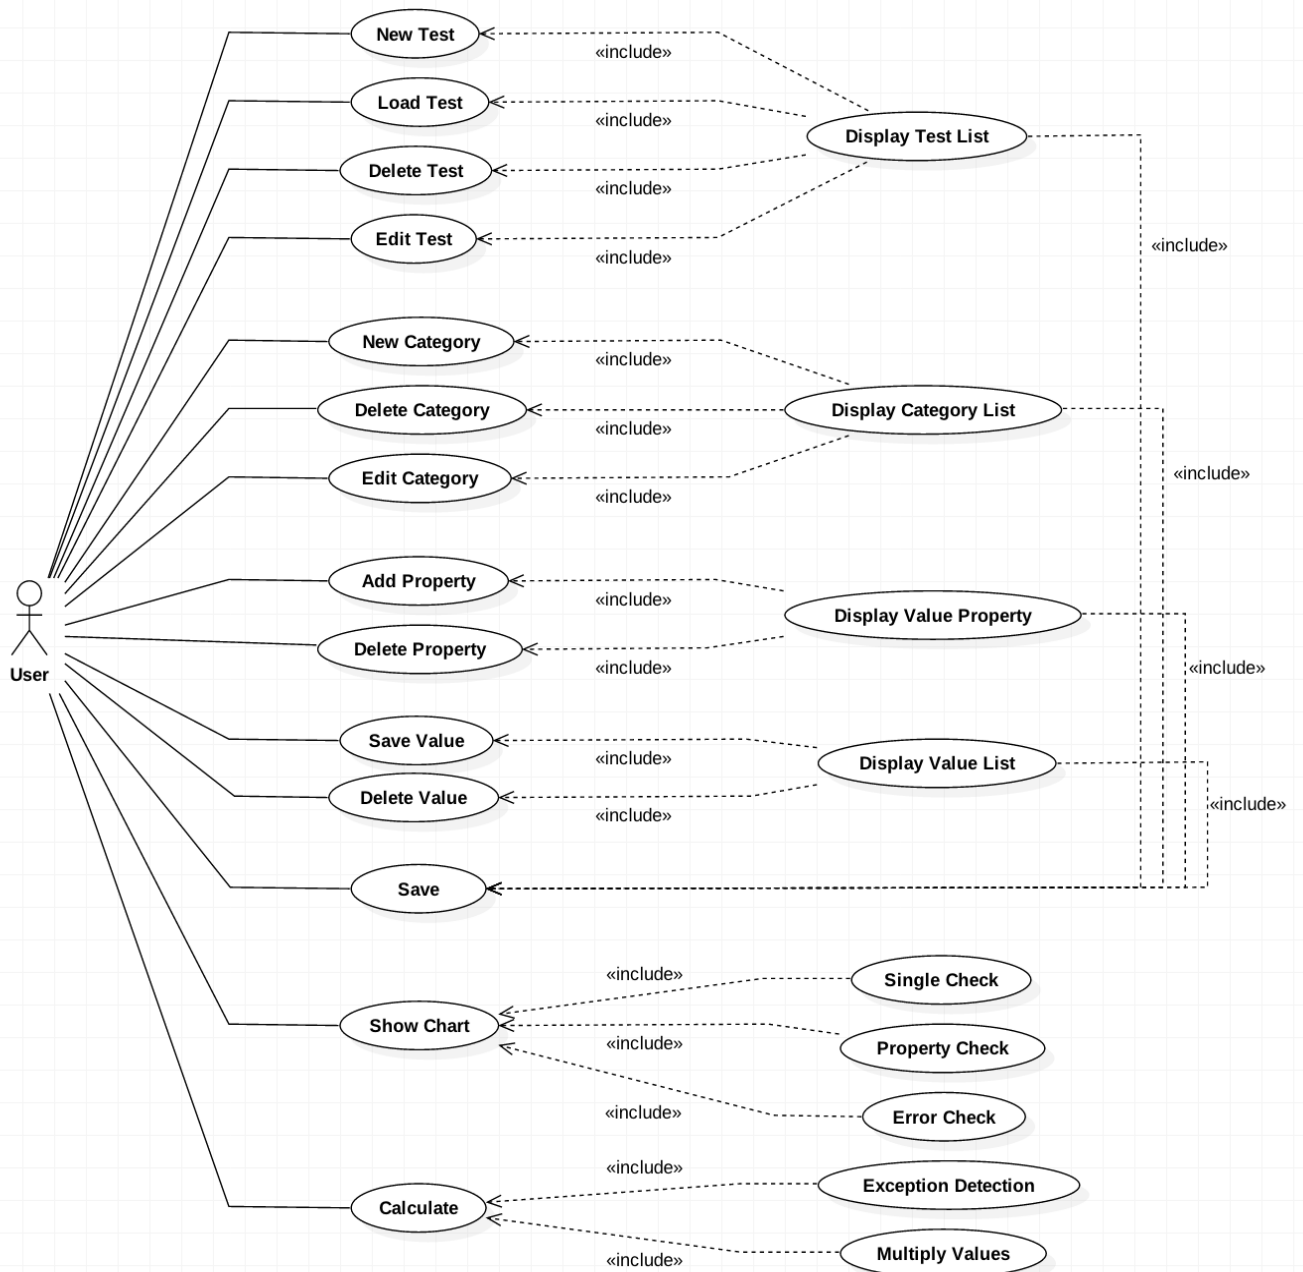 New Test
«include»
Load Test
«include»
Display Test List
Delete Test
«include»
Edit Test
«include»
«include»
New Category
«include»
Delete Category
«include»
Display Category List
Edit Category
«include»
«include»
Add Property
«include»
Display Value Property
Delete Property
«include»
«include»
User
Save Value
«include»
Display Value List
Delete Value
«include»
«include»
Save
«include»
Single Check
Show Chart
«include»
Property Check
«include»
Error Check
«include»
Exception Detection
Calculate
«include»
Multiply Values